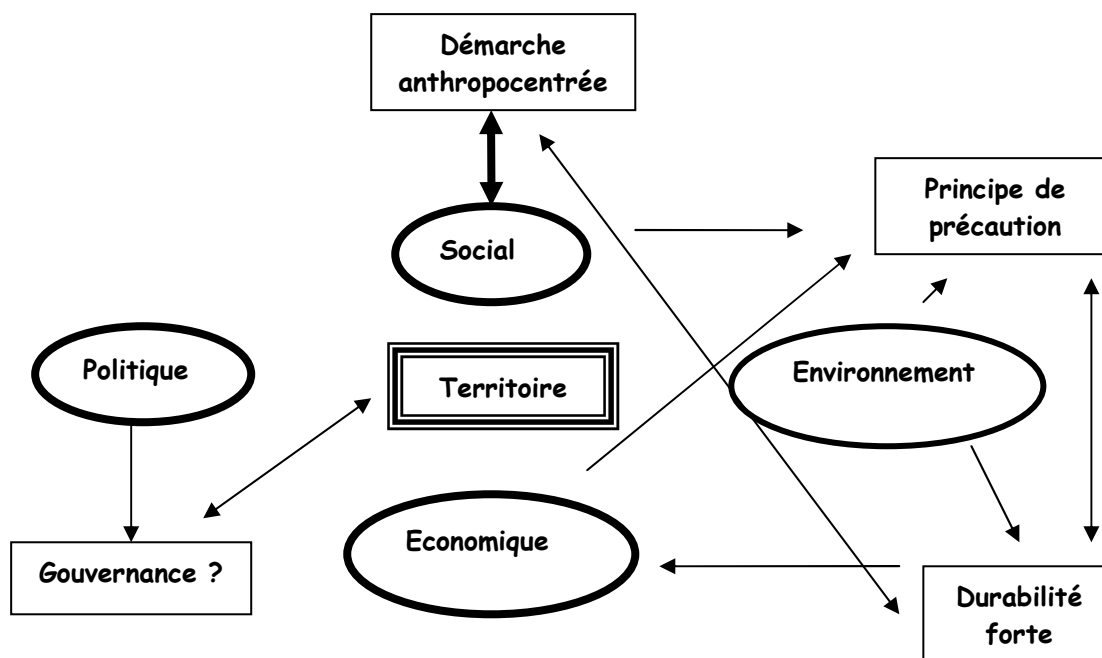 Démarche
anthropocentrée
Principe de
précaution
Social
Politique
Territoire
Environnement
Economique
Gouvernance ?
Durabilité
forte